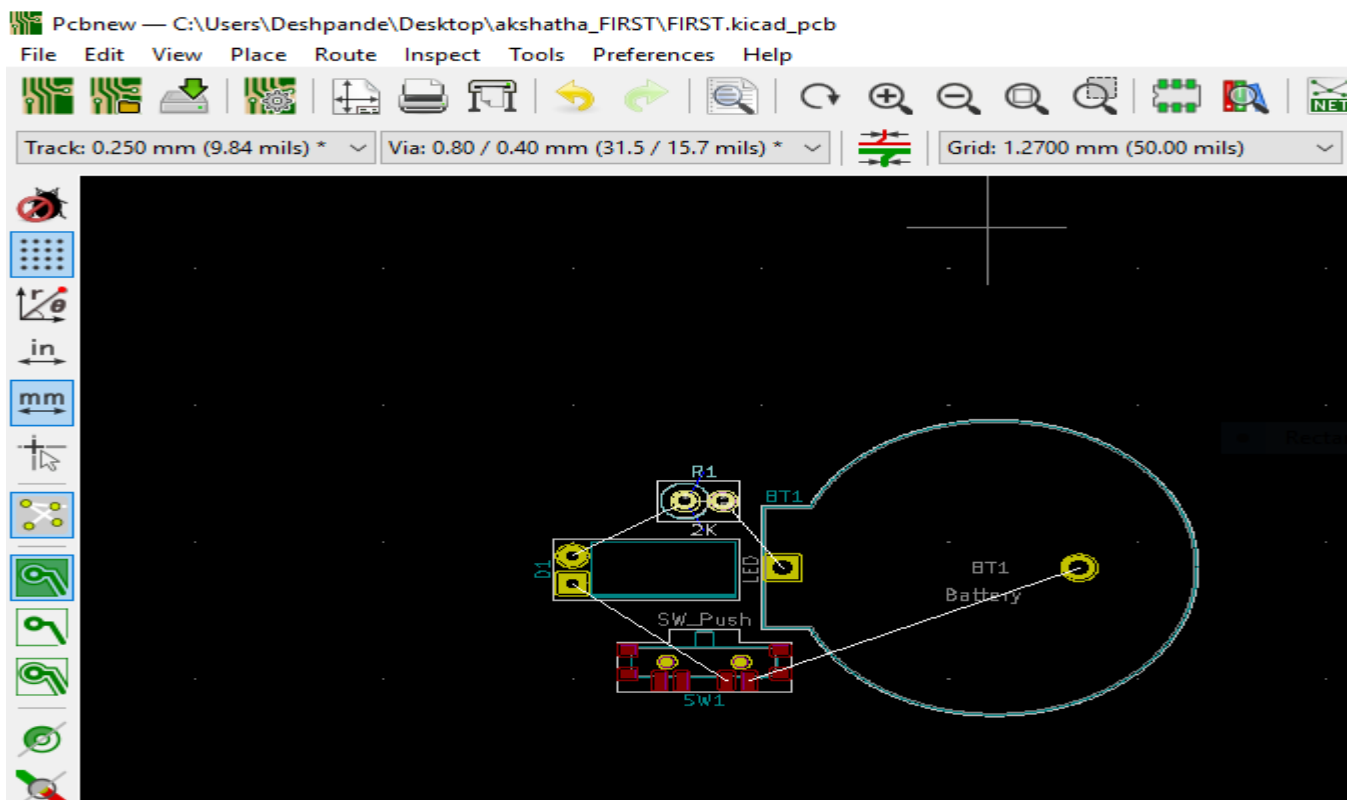 Pcbnew — C:\Users\Deshpande\Desktop\akshatha_FIRST\FIRST.kicad_pcb
File Edit View Place Route Inspect Tools Preferences Help
NET
Track: 0.250 mm (9.84 mils) * Via: 0.80 / 0.40 mm (31.5 / 15.7 mils) * Grid: 1.2700 mm (50.00 mils)
r θ
in
mm
R1
BT1
2K
D1
LED
BT1
Battery
SW_Push
SW1